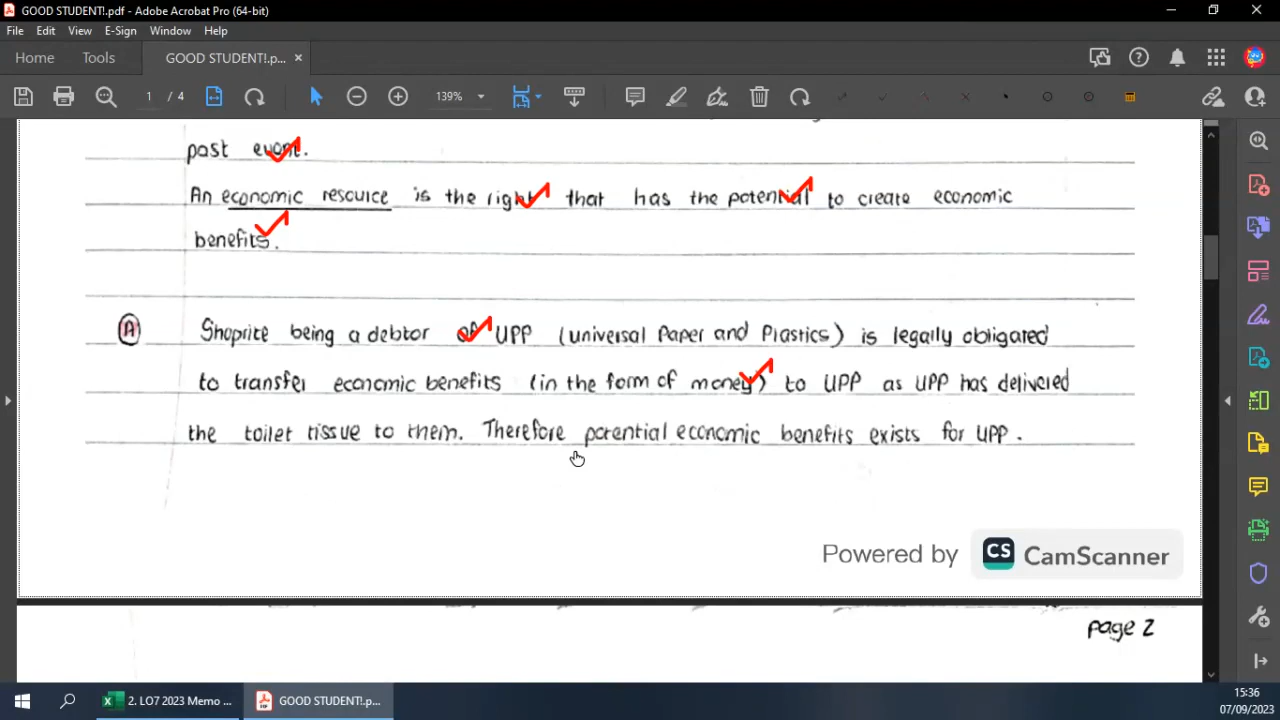 GOOD STUDENT!.pdf - Adobe Acrobat Pro (64-bit)
File Edit View E-Sign Window Help
Home Tools GOOD STUDENT!.p... ×
1 / 4 139%
past event.
An economic resource is the right that has the potential to create economic
benefits.
A Shoprite being a debtor of UPP (universal Paper and Plastics) is legally obligared
to transfer economic benefits (in the form of money) to UPP as UPP has delivered
the toilet tissue to them. Therefore potential economic benefits exists for UPP.
Powered by CS CamScanner
page 2
2. LO7 2023 Memo ... GOOD STUDENT!.p...
15:36
07/09/2023